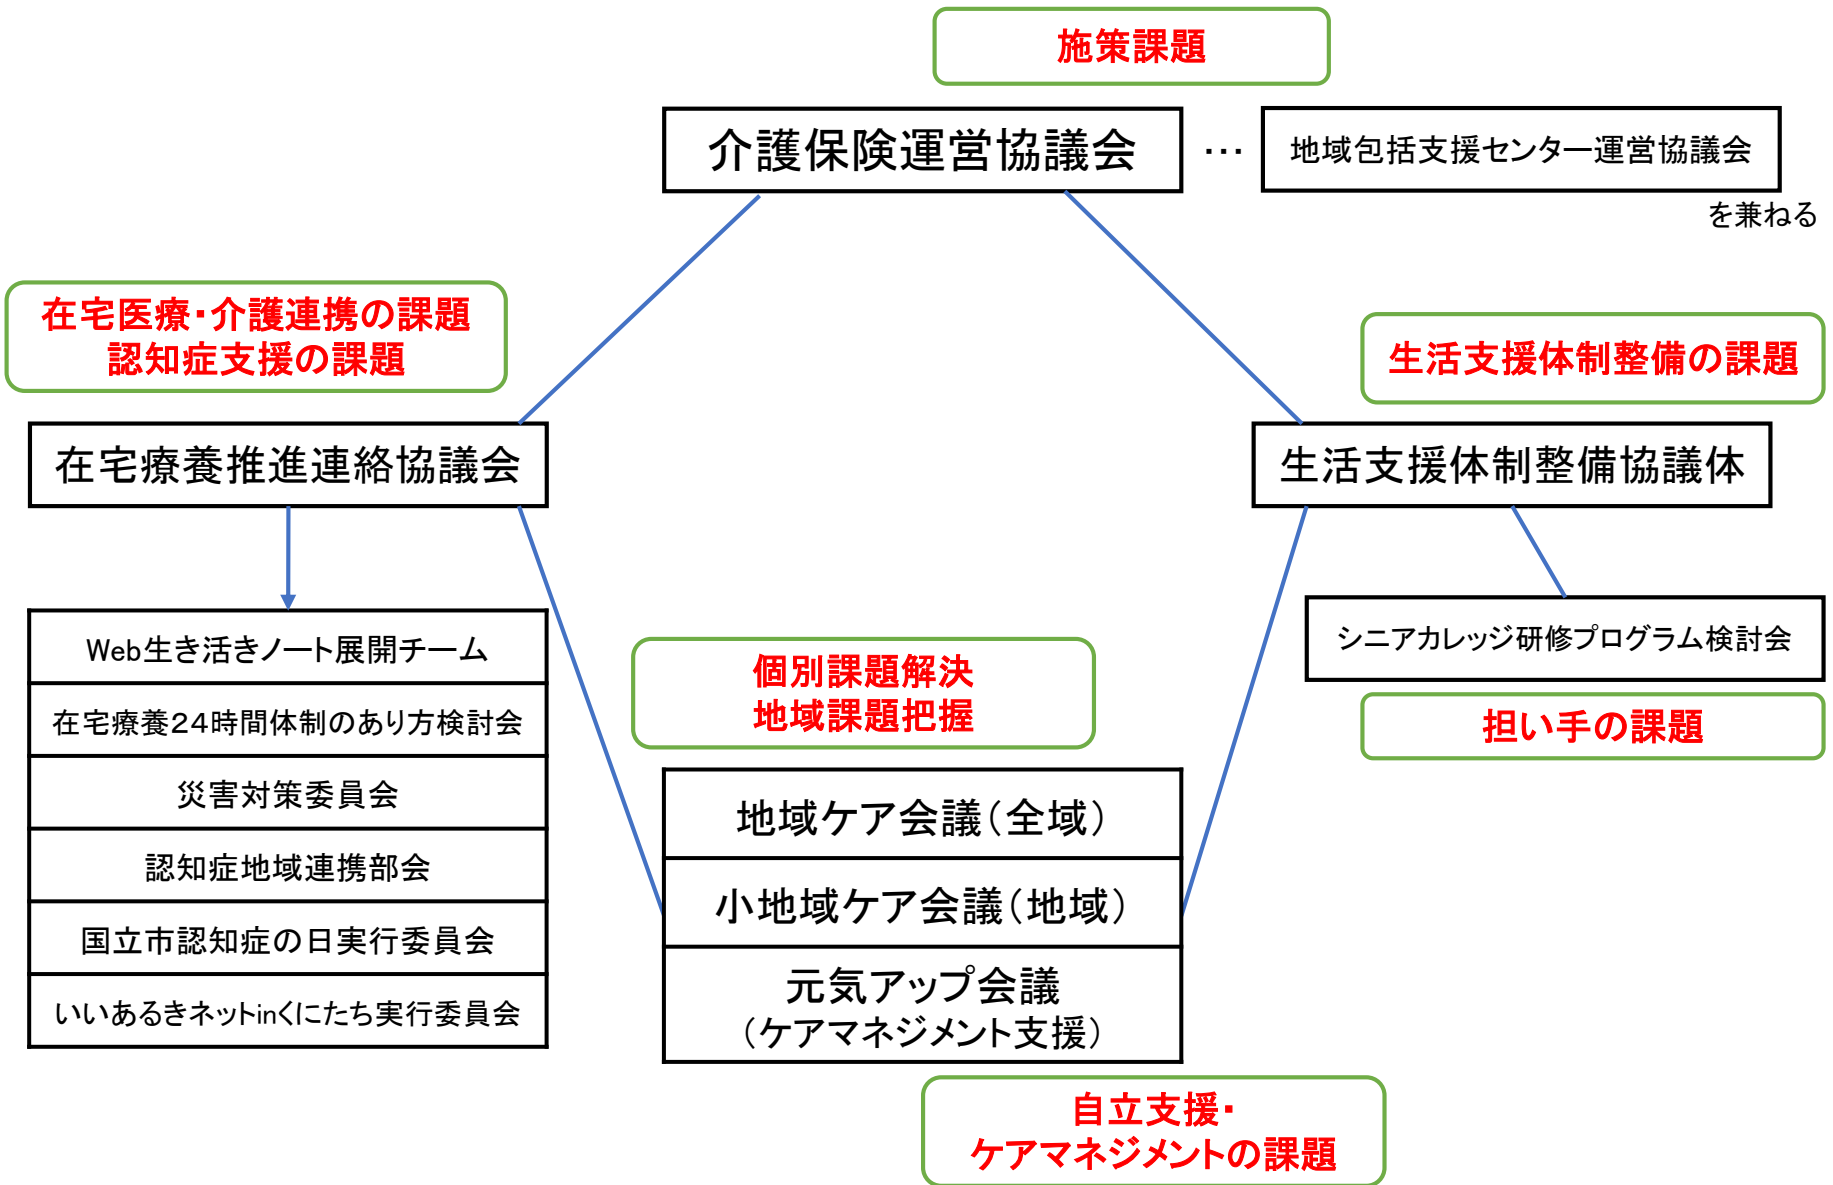 施策課題
介護保険運営協議会
…
地域包括支援センター運営協議会
を兼ねる
在宅医療・介護連携の課題
認知症支援の課題
生活支援体制整備の課題
在宅療養推進連絡協議会
生活支援体制整備協議体
Web生き活きノート展開チーム
在宅療養２４時間体制のあり方検討会
災害対策委員会
認知症地域連携部会
国立市認知症の日実行委員会
いいあるきネットinくにたち実行委員会
個別課題解決
地域課題把握
シニアカレッジ研修プログラム検討会
担い手の課題
地域ケア会議（全域）
小地域ケア会議（地域）
元気アップ会議
（ケアマネジメント支援）
自立支援・
ケアマネジメントの課題